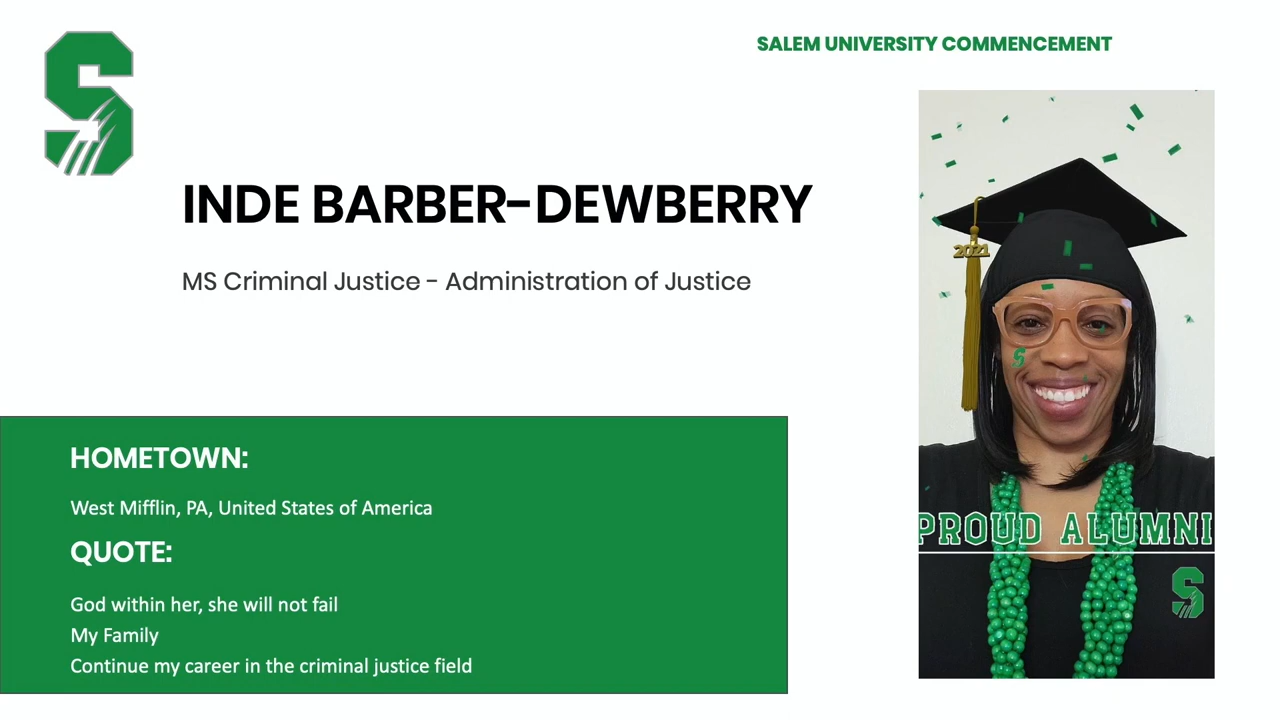 SALEM UNIVERSITY COMMENCEMENT
S
INDE BARBER-DEWBERRY
MS Criminal Justice - Administration of Justice
2021
S
PROUD ALUMNI
S
HOMETOWN:
West Mifflin, PA, United States of America
QUOTE:
God within her, she will not fail
My Family
Continue my career in the criminal justice field